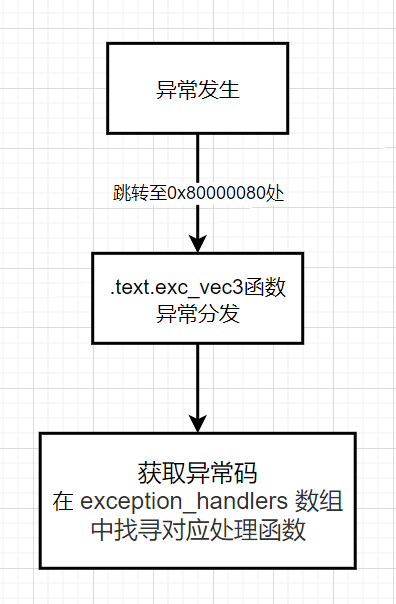 异常发生
跳转至0x80000080处
.text.exc_vec3函数
异常分发
获取异常码
在 exception_handlers 数组
中找寻对应处理函数